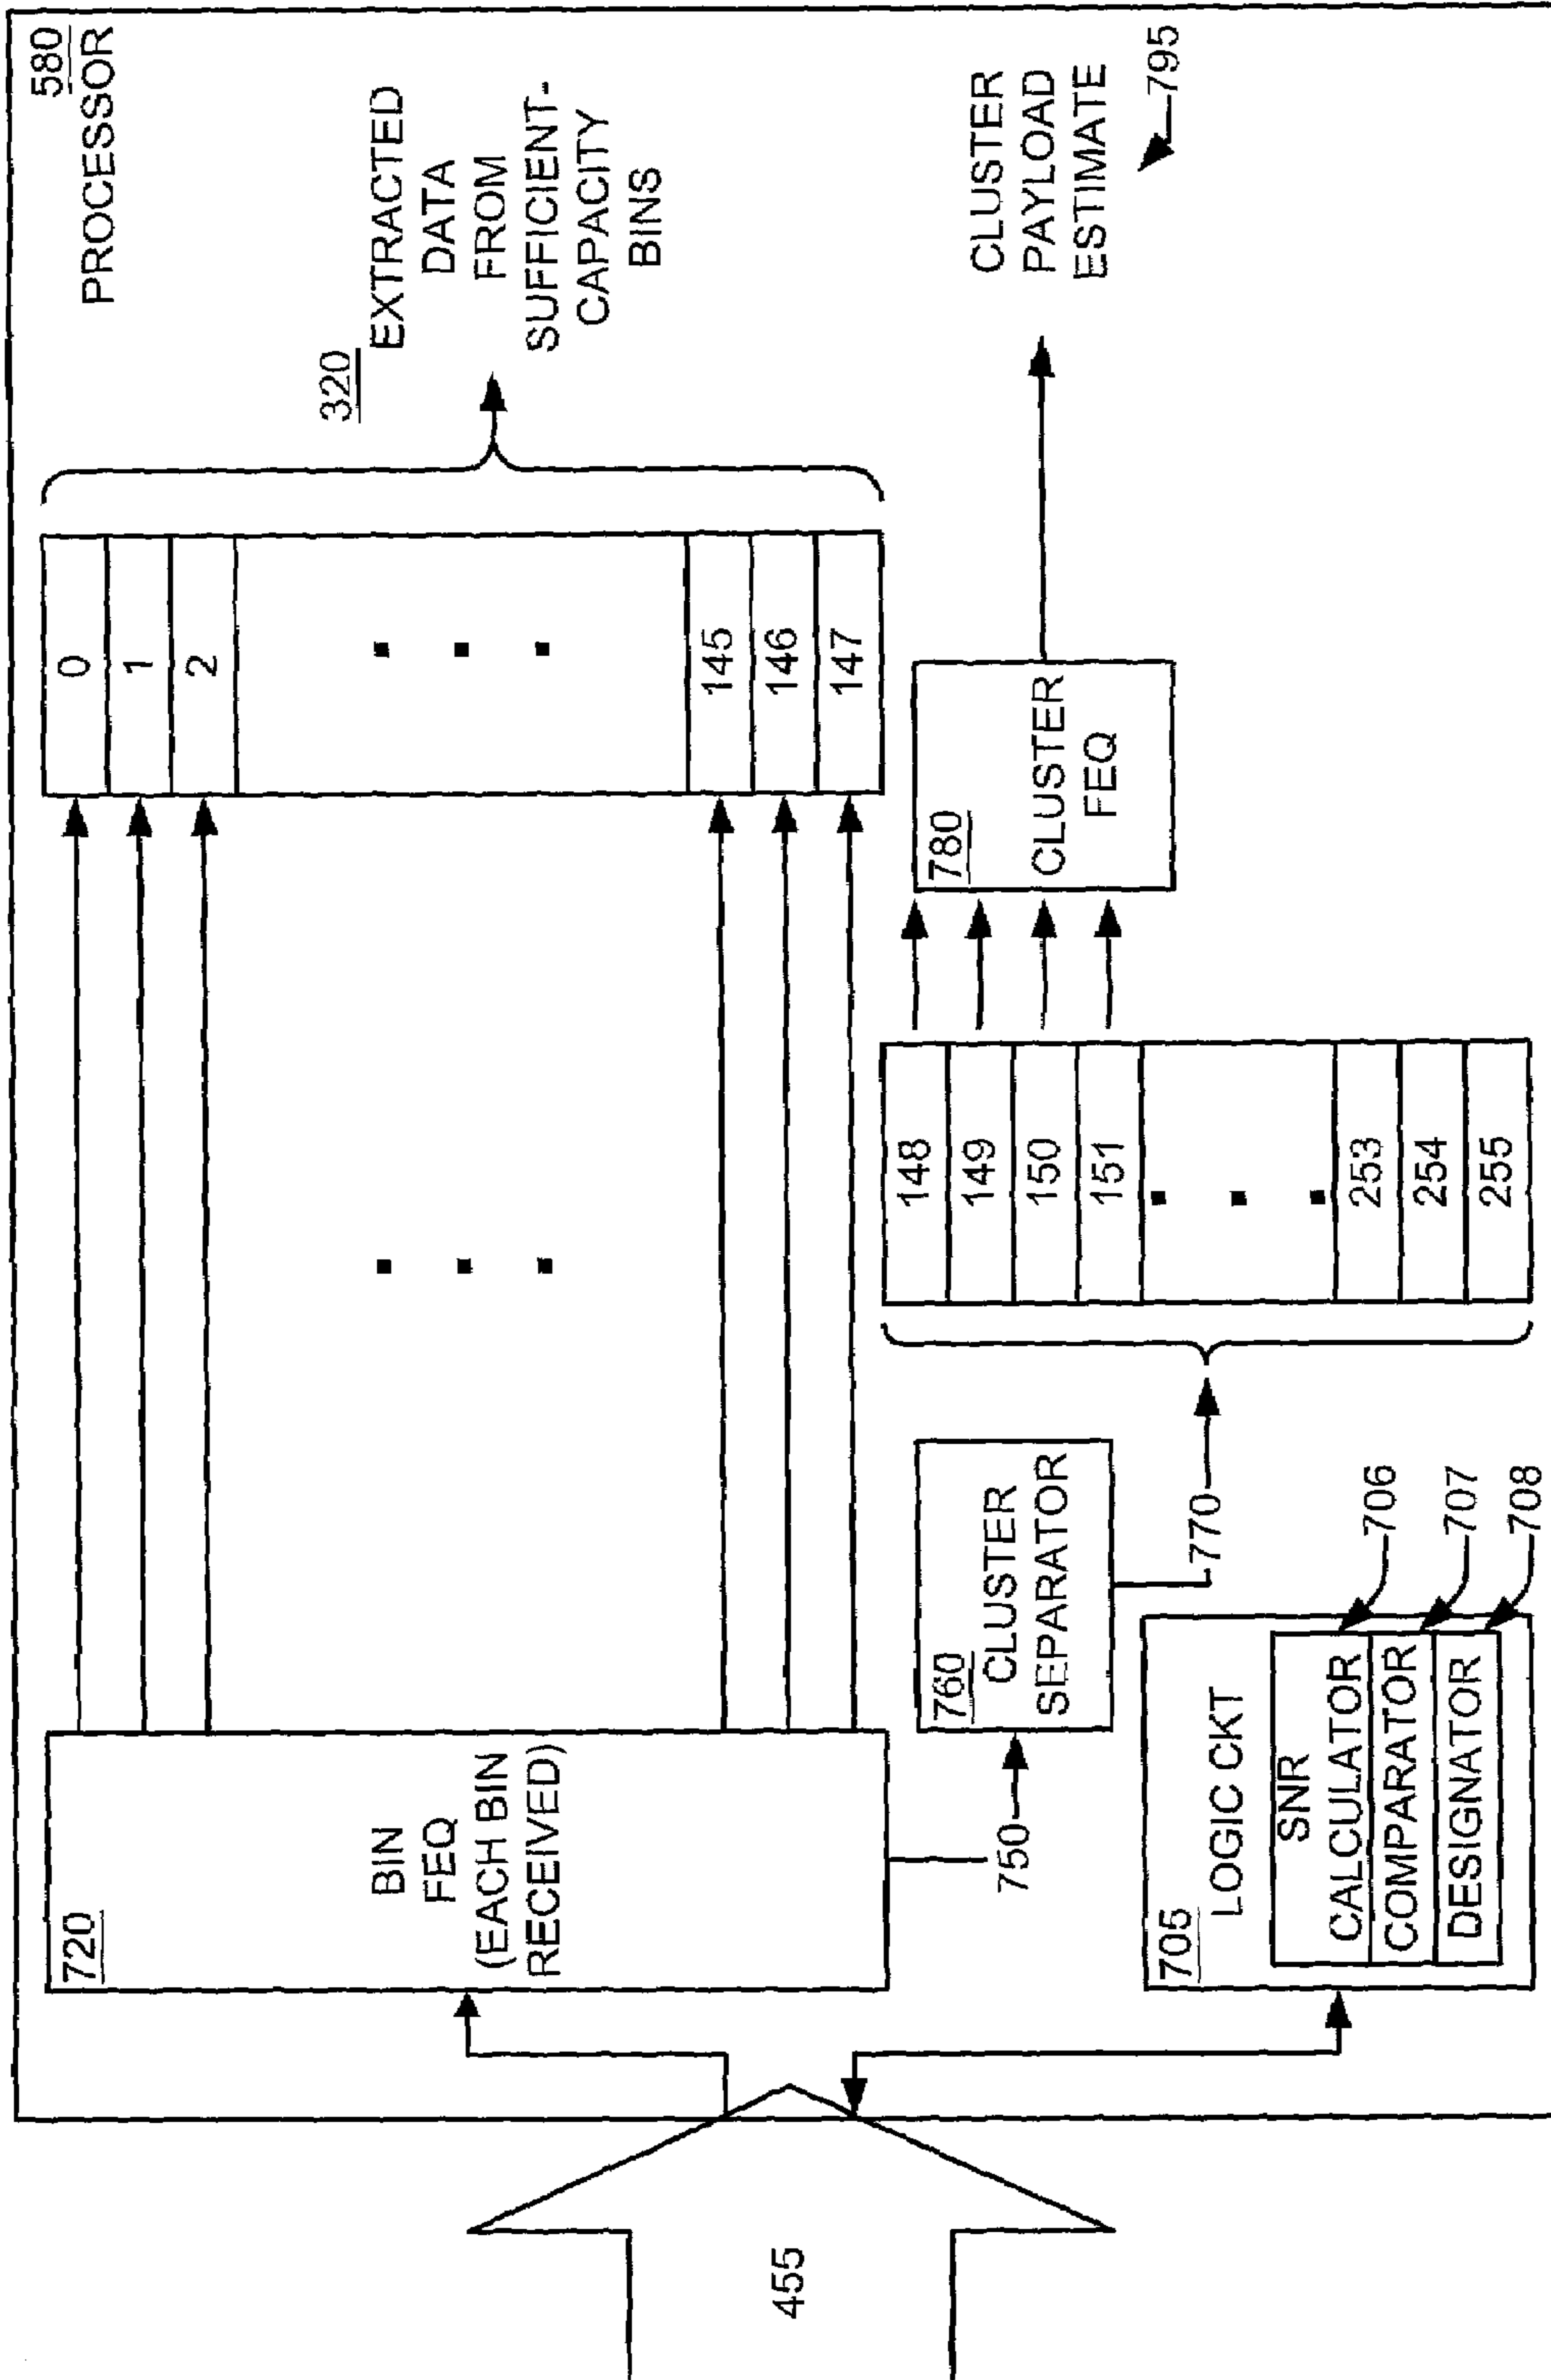 580
PROCESSOR
320
EXTRACTED
DATA
FROM
SUFFICIENT-
CAPACITY
BINS
0
1
2
145
146
147
720
BIN
FEQ
(EACH BIN
RECEIVED)
455
750
760
CLUSTER
SEPARATOR
770
148
149
150
151
253
254
255
780
CLUSTER
FEQ
CLUSTER
PAYLOAD
ESTIMATE
795
705
LOGIC CKT
SNR
CALCULATOR
COMPARATOR
DESIGNATOR
706
707
708